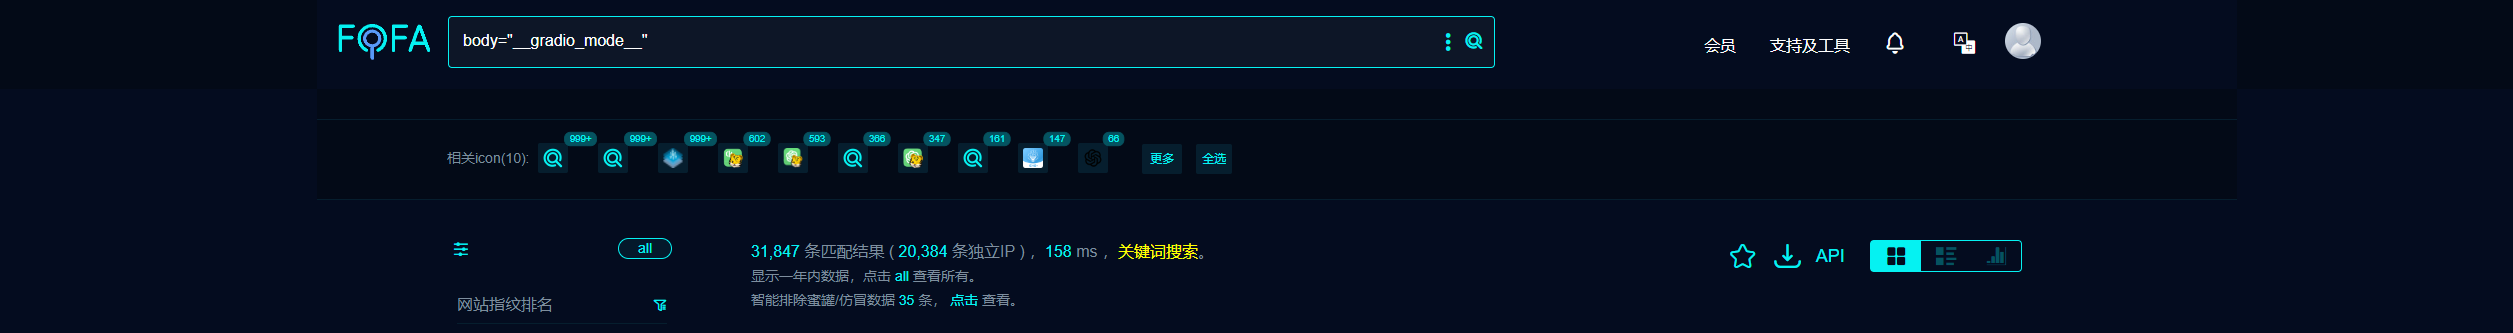 FOFA
body="__gradio_mode__"
会员 支持及工具
相关icon(10): 999+ 999+ 999+ 602 593 366 347 161 147 66 更多 全选
all
31,847 条匹配结果 ( 20,384 条独立IP ) ，158 ms ，关键词搜索。
API
显示一年内数据，点击 all 查看所有。
智能排除蜜罐/仿冒数据 35 条， 点击 查看。
网站指纹排名